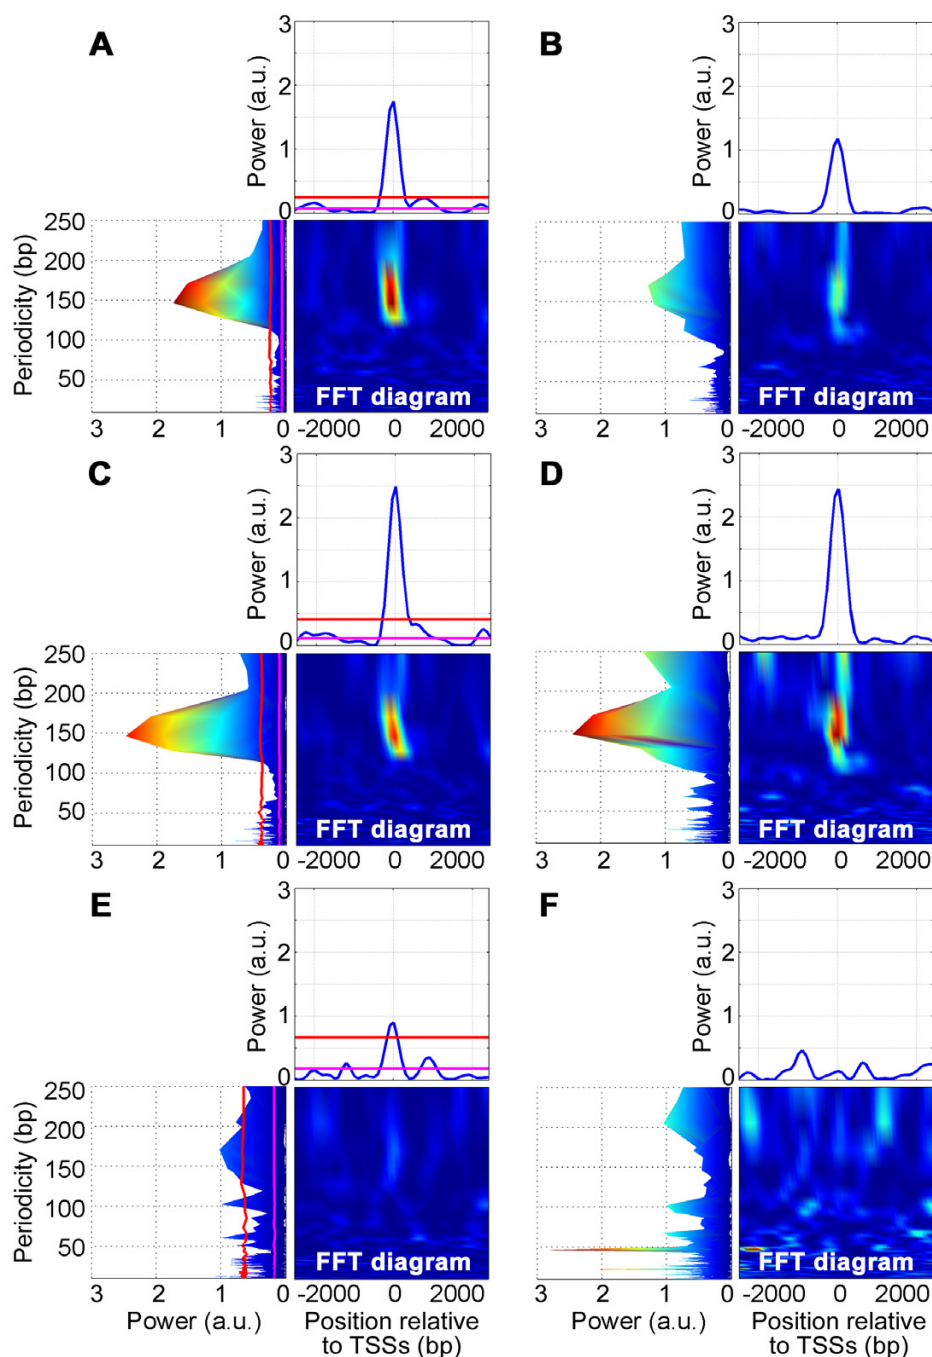 A
Power (a.u.)
3
2
1
0
B
Power (a.u.)
3
2
1
0
Periodicity (bp)
250
200
150
100
50
FFT diagram
FFT diagram
3 2 1 0 -2000 0 2000
3 2 1 0 -2000 0 2000
C
Power (a.u.)
3
2
1
0
D
Power (a.u.)
3
2
1
0
Periodicity (bp)
250
200
150
100
50
FFT diagram
FFT diagram
3 2 1 0 -2000 0 2000
3 2 1 0 -2000 0 2000
E
Power (a.u.)
3
2
1
0
F
Power (a.u.)
3
2
1
0
Periodicity (bp)
250
200
150
100
50
FFT diagram
FFT diagram
3 2 1 0 -2000 0 2000
3 2 1 0 -2000 0 2000
Power (a.u.)
Position relative
to TSSs (bp)
Power (a.u.)
Position relative
to TSSs (bp)